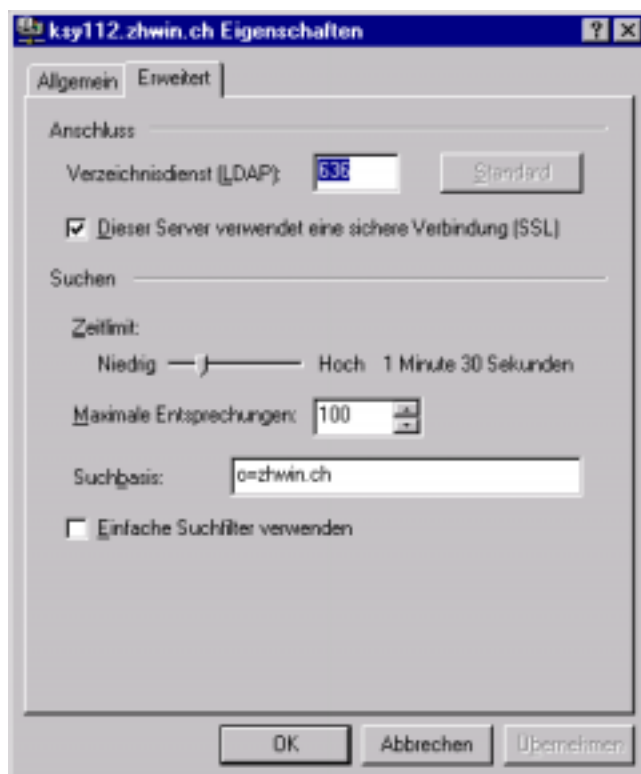 ksy112.zhwin.ch Eigenschaften
Allgemein Erweitert
Anschluss
Verzeichnisdienst (LDAP): 636 Standard
Dieser Server verwendet eine sichere Verbindung (SSL)
Suchen
Zeitlimit:
Niedrig Hoch 1 Minute 30 Sekunden
Maximale Entsprechungen: 100
Suchbasis: o=zhwin.ch
Einfache Suchfilter verwenden
OK Abbrechen Übernehmen